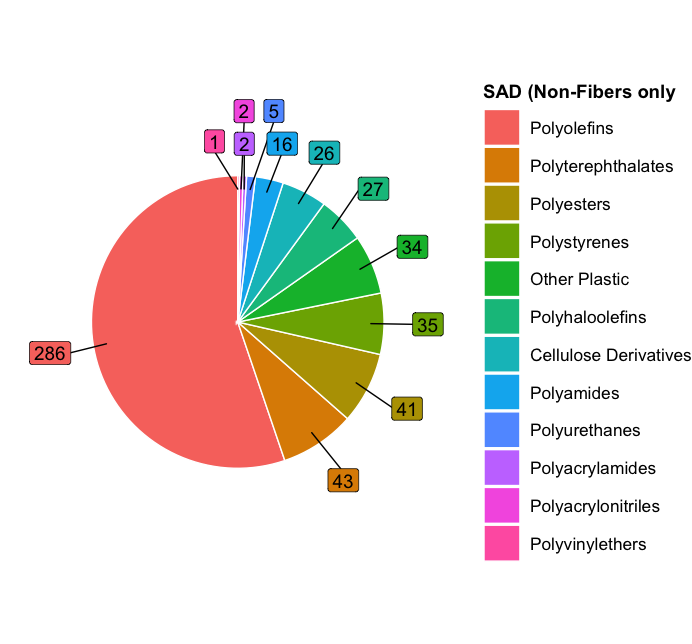 SAD (Non-Fibers only
2
5
1
2
16
26
27
34
35
286
41
43
Polyolefins
Polyterephthalates
Polyesters
Polystyrenes
Other Plastic
Polyhaloolefins
Cellulose Derivatives
Polyamides
Polyurethanes
Polyacrylamides
Polyacrylonitriles
Polyvinylethers